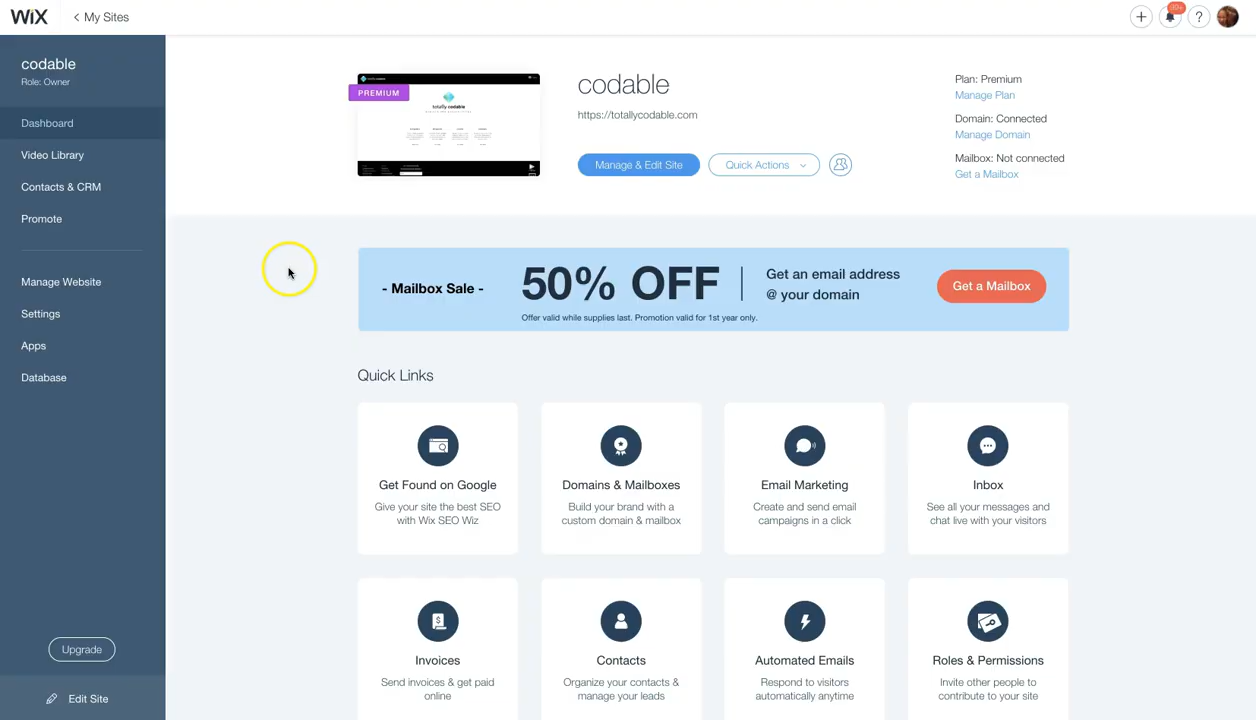 WiX
< My Sites
99+
?
codable
Role: Owner
Dashboard
Video Library
Contacts & CRM
Promote
Manage Website
Settings
Apps
Database
Upgrade
Edit Site
PREMIUM
totally codable
codable
https://totallycodable.com
Manage & Edit Site
Quick Actions
Plan: Premium
Manage Plan
Domain: Connected
Manage Domain
Mailbox: Not connected
Get a Mailbox
- Mailbox Sale -
50% OFF
Offer valid while supplies last. Promotion valid for 1st year only.
Get an email address
@ your domain
Get a Mailbox
Quick Links
Get Found on Google
Give your site the best SEO
with Wix SEO Wiz
Domains & Mailboxes
Build your brand with a
custom domain & mailbox
Email Marketing
Create and send email
campaigns in a click
Inbox
See all your messages and
chat live with your visitors
Invoices
Send invoices & get paid
online
Contacts
Organize your contacts &
manage your leads
Automated Emails
Respond to visitors
automatically anytime
Roles & Permissions
Invite other people to
contribute to your site